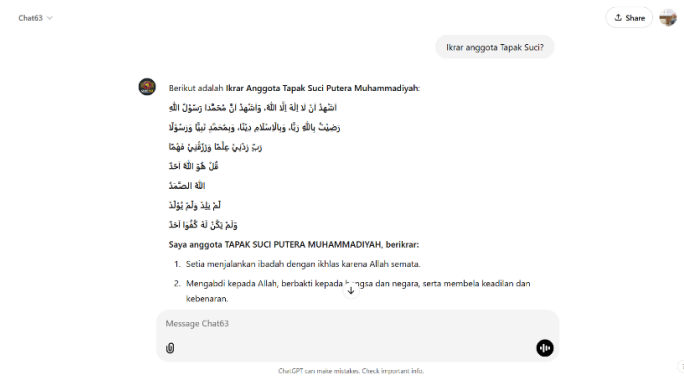 Chat63
Share
Ikrar anggota Tapak Suci?
Berikut adalah Ikrar Anggota Tapak Suci Putera Muhammadiyah:
اَشْهَدُ اَنْ لَا اِلٰهَ اِلَّا اللّٰهُ، وَاَشْهَدُ اَنَّ مُحَمَّدًا رَسُوْلُ اللّٰهِ
رَضِيْتُ بِاللّٰهِ رَبًّا، وَبِالْاِسْلَامِ دِيْنًا، وَبِمُحَمَّدٍ نَبِيًّا وَرَسُوْلًا
رَبِّ زِدْنِيْ عِلْمًا وَرْزُقْنِيْ فَهْمًا
قُلْ هُوَ اللّٰهُ اَحَدٌ
اللّٰهُ الصَّمَدُ
لَمْ يَلِدْ وَلَمْ يُوْلَدْ
وَلَمْ يَكُنْ لَهٗ كُفُوًا اَحَدٌ
Saya anggota TAPAK SUCI PUTERA MUHAMMADIYAH, berikrar:
1. Setia menjalankan ibadah dengan ikhlas karena Allah semata.
2. Mengabdi kepada Allah, berbakti kepada bangsa dan negara, serta membela keadilan dan
kebenaran.
Message Chat63
ChatGPT can make mistakes. Check important info.